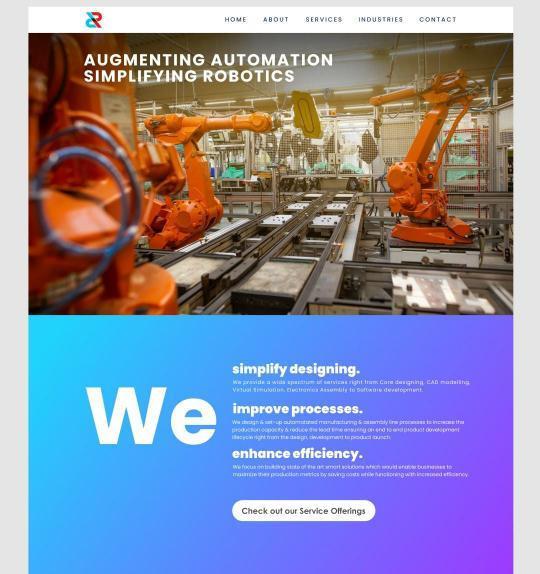 HOME ABOUT SERVICES INDUSTRIES CONTACT
AUGMENTING AUTOMATION
SIMPLIFYING ROBOTICS
We
simplify designing.
We provide a wide spectrum of services right from Core designing, CAD modelling,
Virtual Simulation, Electronics Assembly to Software development.
improve processes.
We design & set-up automatized manufacturing & assembly line processes to increase the
production capacity & reduce the lead time ensuring an end to end product development
lifecycle right from the design, development to product launch.
enhance efficiency.
We focus on building state of the art smart solutions which would enable businesses to
maximize their production metrics by saving costs while functioning with increased efficiency.
Check out our Service Offerings